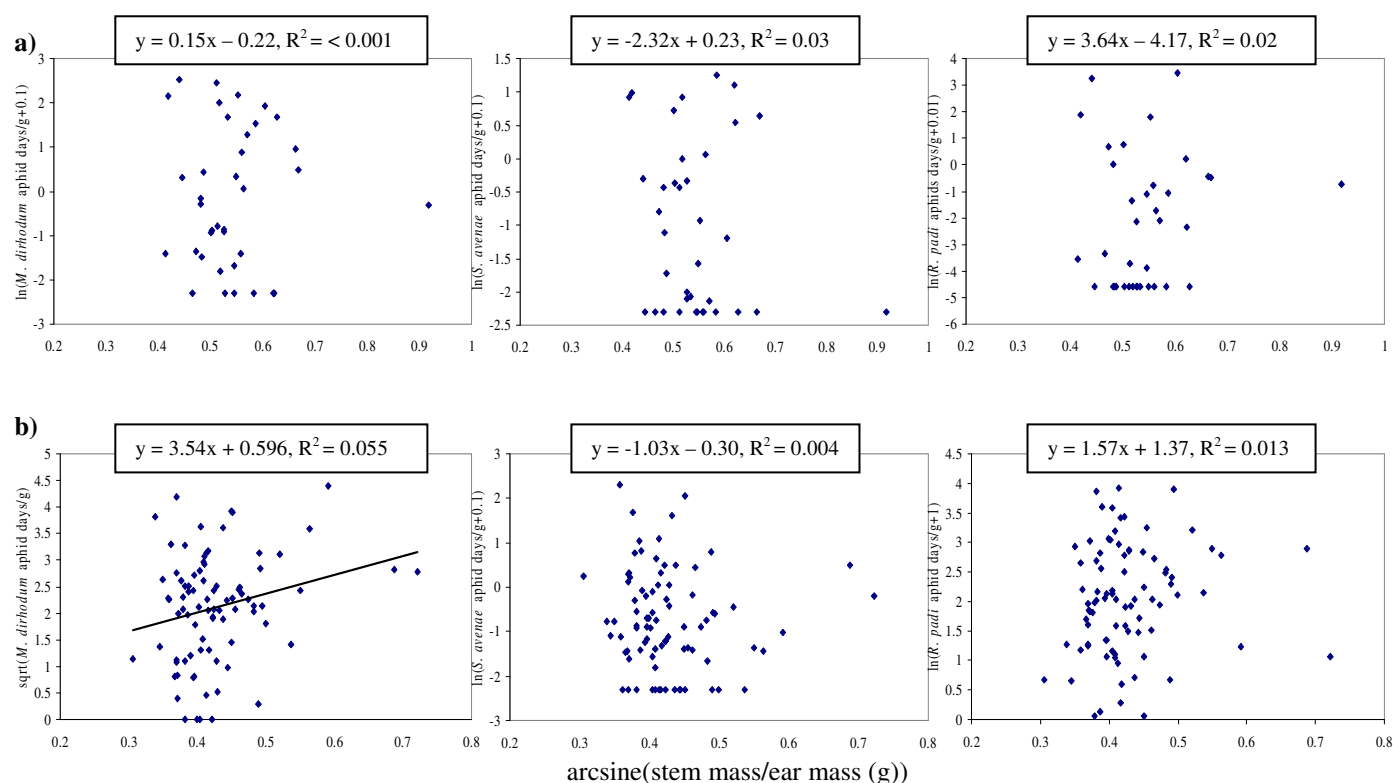 a)
y = 0.15x – 0.22, R² = < 0.001
ln(M. dirhodum aphid days/g+0.1)
3
2
1
0
-1
-2
-3
0.2 0.3 0.4 0.5 0.6 0.7 0.8 0.9 1
y = -2.32x + 0.23, R² = 0.03
ln(S. avenae aphid days/g+0.1)
1.5
1
0.5
0
-0.5
-1
-1.5
-2
-2.5
0.2 0.3 0.4 0.5 0.6 0.7 0.8 0.9 1
y = 3.64x – 4.17, R² = 0.02
ln(R. padi aphids days/g+0.01)
4
3
2
1
0
-1
-2
-3
-4
-5
-6
0.2 0.3 0.4 0.5 0.6 0.7 0.8 0.9 1
b)
y = 3.54x + 0.596, R² = 0.055
sqrt(M. dirhodum aphid days/g)
5
4.5
4
3.5
3
2.5
2
1.5
1
0.5
0
0.2 0.3 0.4 0.5 0.6 0.7 0.8
y = -1.03x – 0.30, R² = 0.004
ln(S. avenae aphid days/g+0.1)
3
2
1
0
-1
-2
-3
0.2 0.3 0.4 0.5 0.6 0.7 0.8
y = 1.57x + 1.37, R² = 0.013
ln(R. padi aphid days/g+1)
4.5
4
3.5
3
2.5
2
1.5
1
0.5
0
0.2 0.3 0.4 0.5 0.6 0.7 0.8
arcsine(stem mass/ear mass (g))